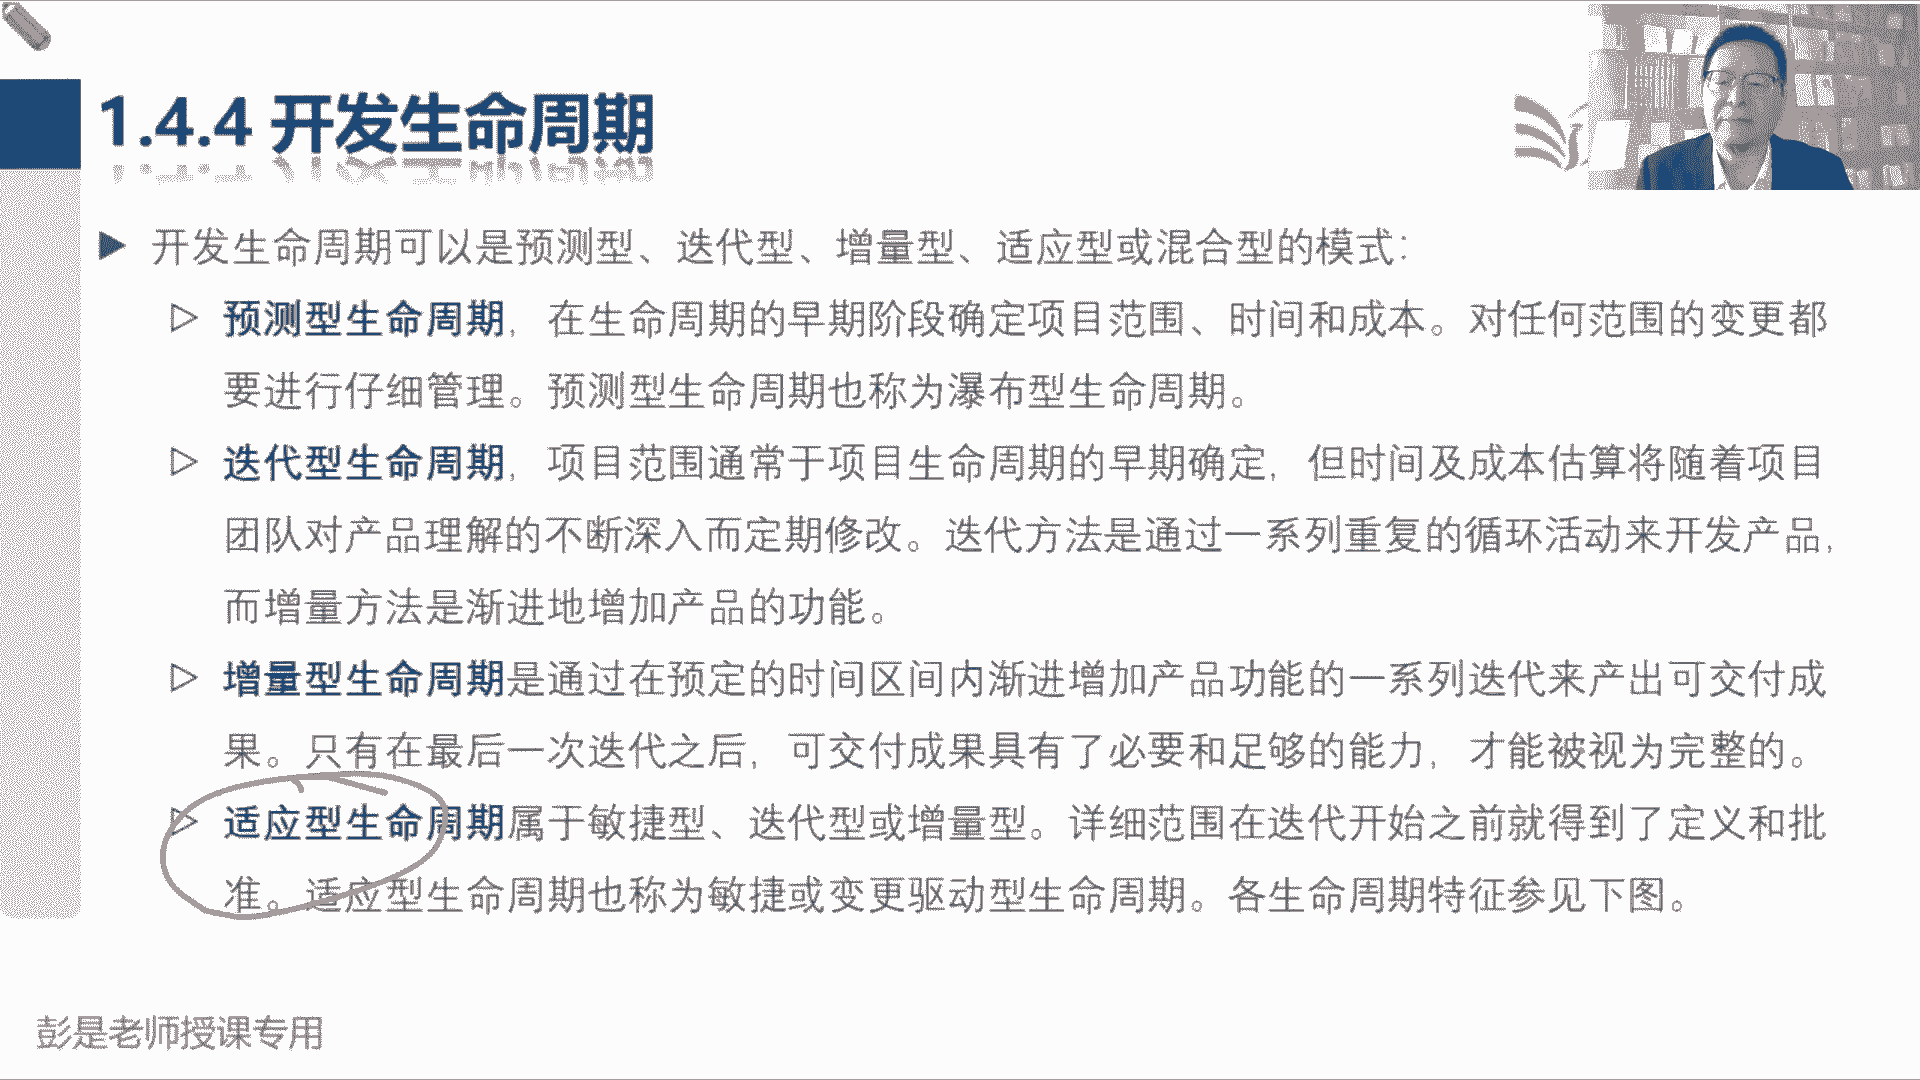 1.4.4 开发生命周期
开发生命周期可以是预测型、迭代型、增量型、适应型或混合型的模式：
预测型生命周期，在生命周期的早期阶段确定项目范围、时间和成本。对任何范围的变更都
要进行仔细管理。预测型生命周期也称为瀑布型生命周期。
迭代型生命周期，项目范围通常于项目生命周期的早期确定，但时间及成本估算将随着项目
团队对产品理解的不断深入而定期修改。迭代方法是通过一系列重复的循环活动来开发产品，
而增量方法是渐进地增加产品的功能。
增量型生命周期是通过在预定的时间区间内渐进增加产品功能的一系列迭代来产出可交付成
果。只有在最后一次迭代之后，可交付成果具有了必要和足够的能力，才能被视为完整的。
适应型生命周期属于敏捷型、迭代型或增量型。详细范围在迭代开始之前就得到了定义和批
准。适应型生命周期也称为敏捷或变更驱动型生命周期。各生命周期特征参见下图。
彭是老师授课专用